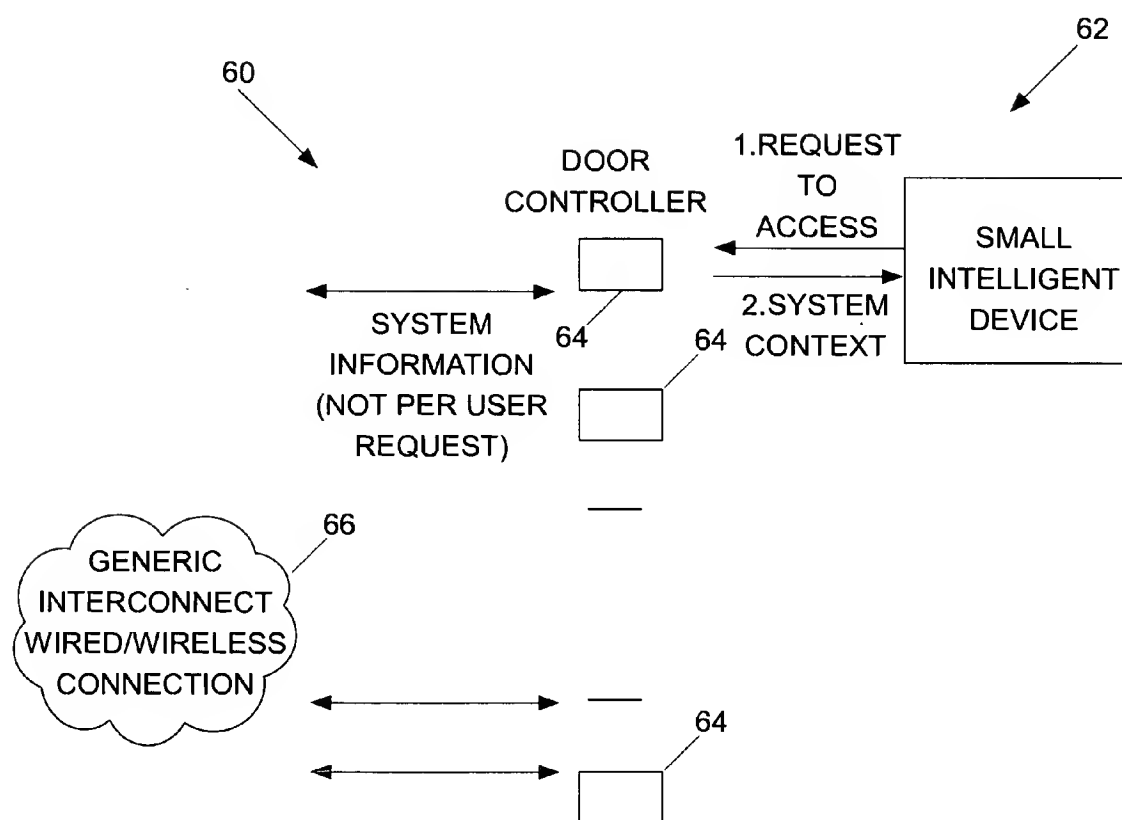 62
60
DOOR
CONTROLLER
1.REQUEST
TO
ACCESS
SMALL
INTELLIGENT
DEVICE
2.SYSTEM
CONTEXT
SYSTEM
INFORMATION
(NOT PER USER
REQUEST)
64
64
66
GENERIC
INTERCONNECT
WIRED/WIRELESS
CONNECTION
64